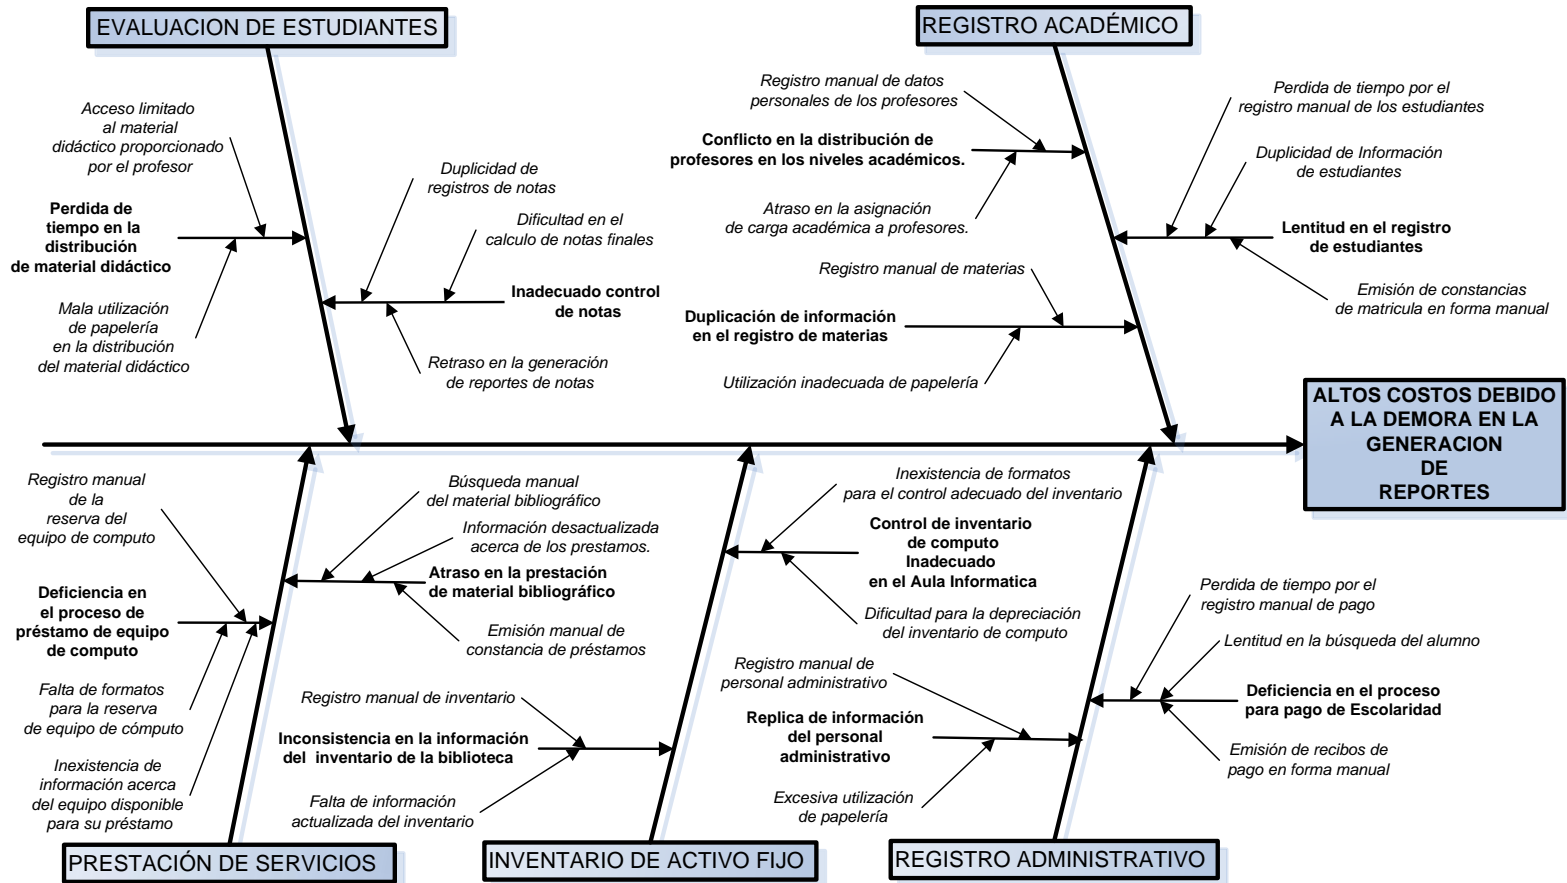 EVALUACION DE ESTUDIANTES
REGISTRO ACADÉMICO
Acceso limitado
al material
didáctico proporcionado
por el profesor
Perdida de
tiempo en la
distribución
de material didáctico
Mala utilización
de papelería
en la distribución
del material didáctico
Duplicidad de
registros de notas
Dificultad en el
calculo de notas finales
Inadecuado control
de notas
Retraso en la generación
de reportes de notas
Registro manual de datos
personales de los profesores
Conflicto en la distribución de
profesores en los niveles académicos.
Atraso en la asignación
de carga académica a profesores.
Registro manual de materias
Duplicación de información
en el registro de materias
Utilización inadecuada de papelería
Perdida de tiempo por el
registro manual de los estudiantes
Duplicidad de Información
de estudiantes
Lentitud en el registro
de estudiantes
Emisión de constancias
de matricula en forma manual
ALTOS COSTOS DEBIDO
A LA DEMORA EN LA
GENERACION
DE
REPORTES
Registro manual
de la
reserva del
equipo de computo
Deficiencia en
el proceso de
préstamo de equipo
de computo
Falta de formatos
para la reserva
de equipo de cómputo
Inexistencia de
información acerca
del equipo disponible
para su préstamo
Búsqueda manual
del material bibliográfico
Información desactualizada
acerca de los prestamos.
Atraso en la prestación
de material bibliográfico
Emisión manual de
constancia de préstamos
Registro manual de inventario
Inconsistencia en la información
del inventario de la biblioteca
Falta de información
actualizada del inventario
Inexistencia de formatos
para el control adecuado del inventario
Control de inventario
de computo
Inadecuado
en el Aula Informatica
Dificultad para la depreciación
del inventario de computo
Registro manual de
personal administrativo
Replica de información
del personal
administrativo
Excesiva utilización
de papelería
Perdida de tiempo por el
registro manual de pago
Lentitud en la búsqueda del alumno
Deficiencia en el proceso
para pago de Escolaridad
Emisión de recibos de
pago en forma manual
PRESTACIÓN DE SERVICIOS
INVENTARIO DE ACTIVO FIJO
REGISTRO ADMINISTRATIVO